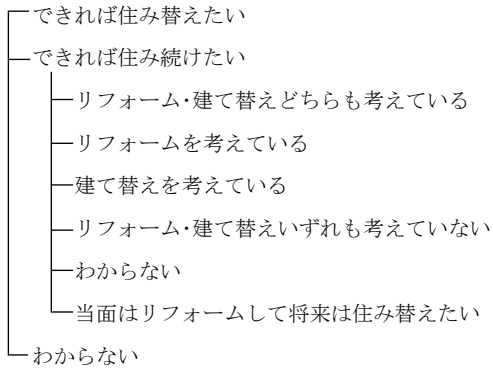 できれば住み替えたい
できれば住み続けたい
リフォーム・建て替えどちらも考えている
リフォームを考えている
建て替えを考えている
リフォーム・建て替えいずれも考えていない
わからない
当面はリフォームして将来は住み替えたい
わからない